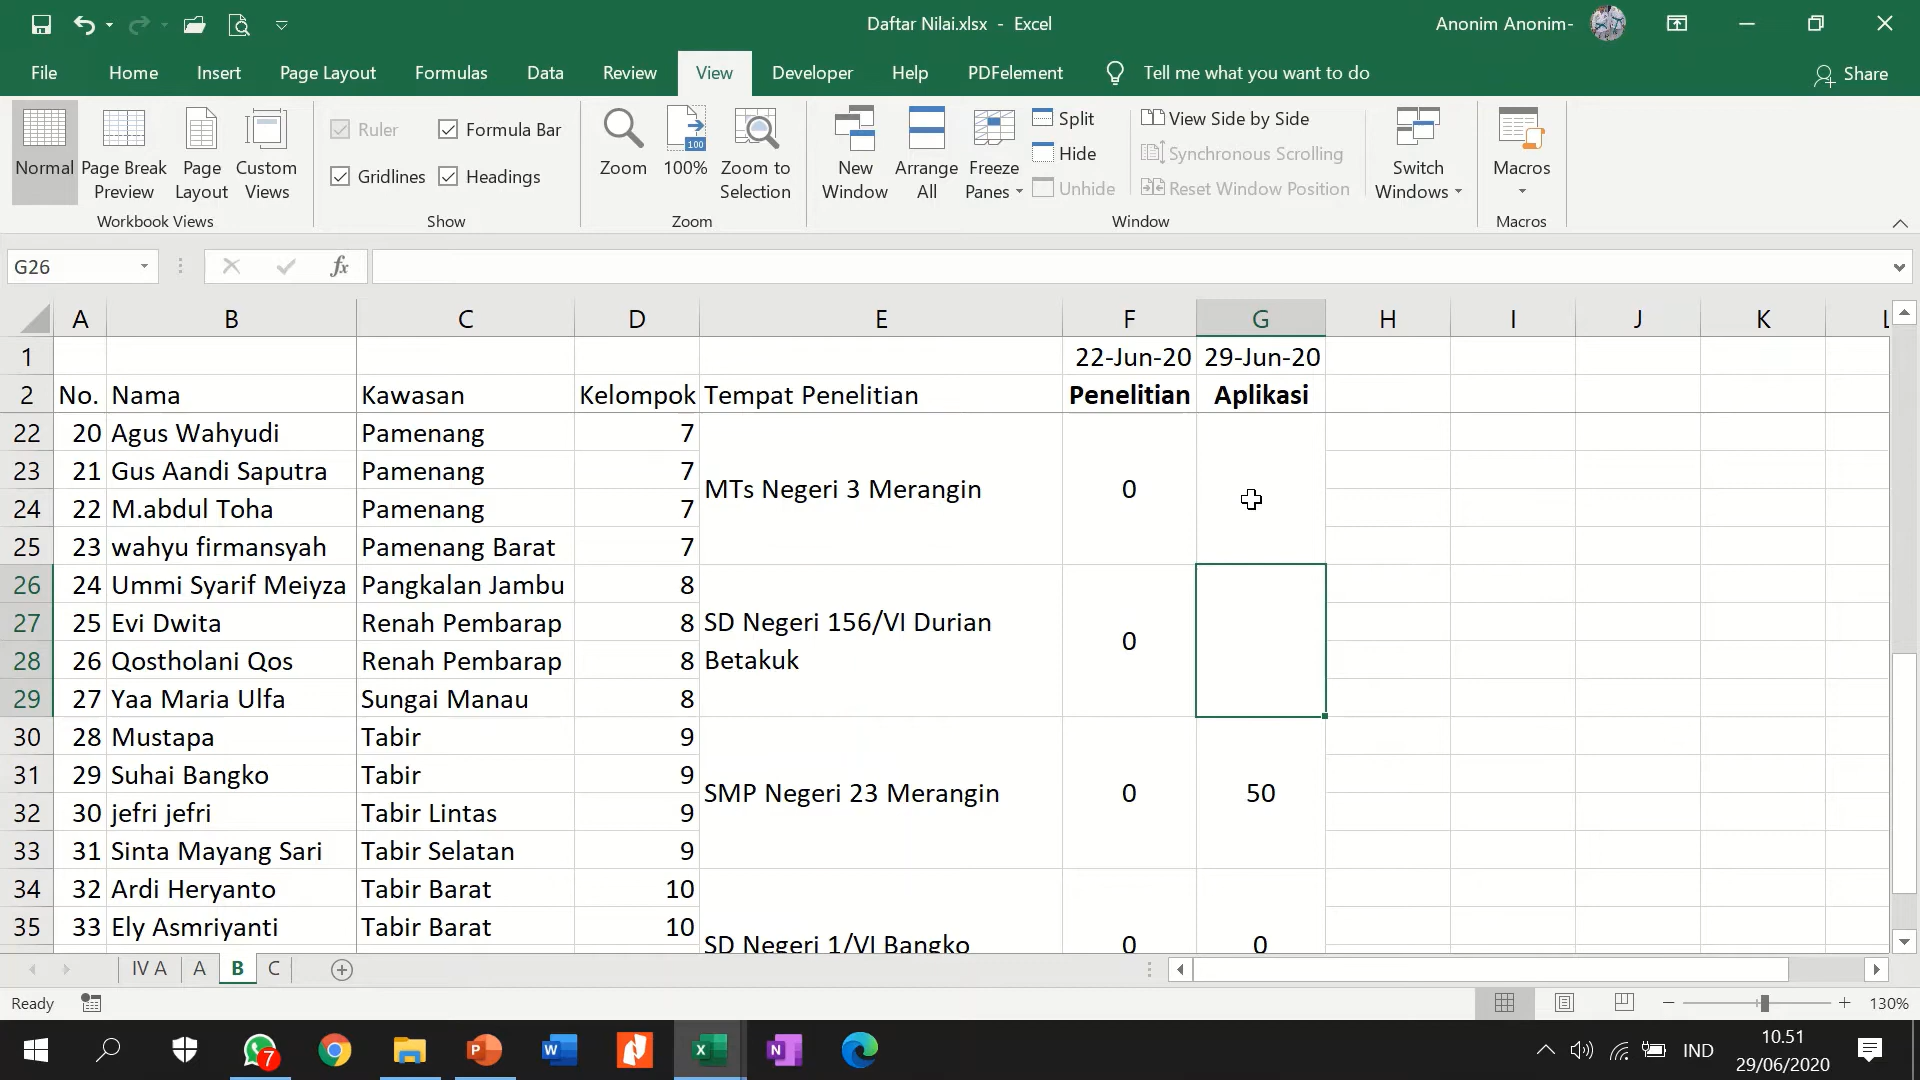 Daftar Nilai.xlsx - Excel
Anonim Anonim-
File Home Insert Page Layout Formulas Data Review View Developer Help PDFelement Tell me what you want to do Share
Normal
Page Break Preview
Page Layout
Custom Views
Workbook Views
Ruler Formula Bar
Gridlines Headings
Show
Zoom
100
100%
Zoom to Selection
Zoom
New Window
Arrange All
Freeze Panes
Split
Hide
Unhide
View Side by Side
Synchronous Scrolling
Reset Window Position
Window
Switch Windows
Macros
Macros
G26 fx
A B C D E F G H I J K L
1 22-Jun-20 29-Jun-20
2 No. Nama Kawasan Kelompok Tempat Penelitian Penelitian Aplikasi
22 20 Agus Wahyudi Pamenang 7
23 21 Gus Aandi Saputra Pamenang 7
MTs Negeri 3 Merangin 0
24 22 M.abdul Toha Pamenang 7
25 23 wahyu firmansyah Pamenang Barat 7
26 24 Ummi Syarif Meiyza Pangkalan Jambu 8
27 25 Evi Dwita Renah Pembarap 8 SD Negeri 156/VI Durian
0
28 26 Qostholani Qos Renah Pembarap 8 Betakuk
29 27 Yaa Maria Ulfa Sungai Manau 8
30 28 Mustapa Tabir 9
31 29 Suhai Bangko Tabir 9
SMP Negeri 23 Merangin 0 50
32 30 jefri jefri Tabir Lintas 9
33 31 Sinta Mayang Sari Tabir Selatan 9
34 32 Ardi Heryanto Tabir Barat 10
35 33 Ely Asmriyanti Tabir Barat 10
SD Negeri 1/VI Bangko 0 0
IV A A B C
Ready 130%
7 P W X N IND 10.51
29/06/2020